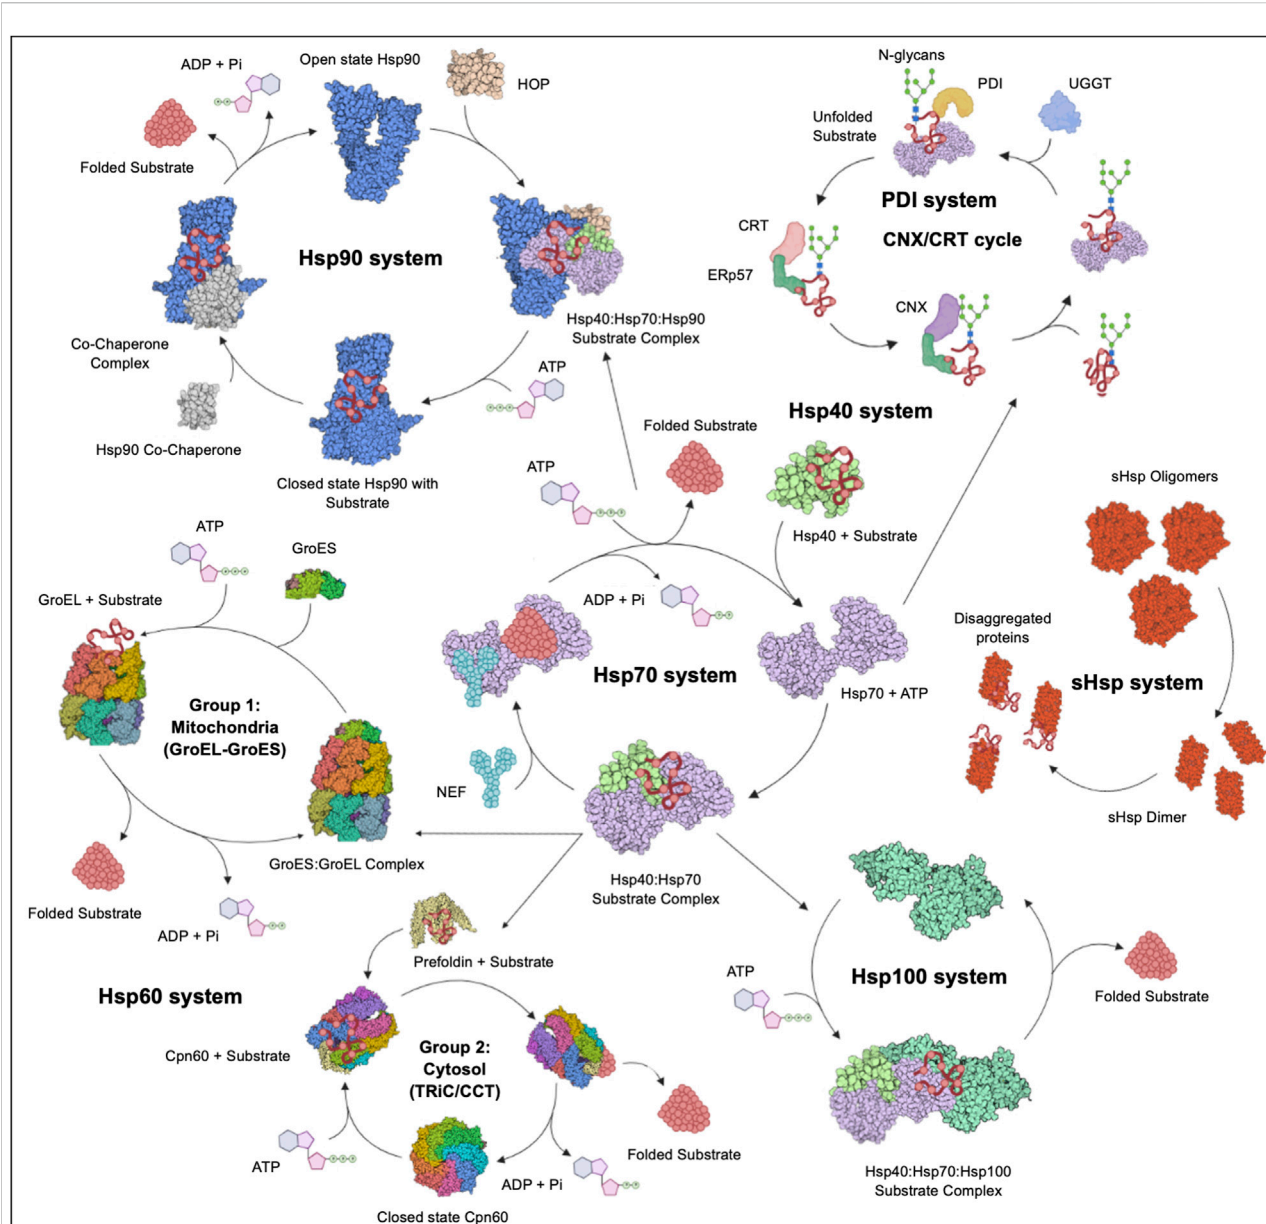 ADP + Pi
Open state Hsp90
HOP
Folded Substrate
Hsp90 system
Co-Chaperone
Complex
Hsp90 Co-Chaperone
Closed state Hsp90 with
Substrate
Hsp40:Hsp70:Hsp90
Substrate Complex
ATP
N-glycans
PDI
UGGT
Unfolded
Substrate
PDI system
CNX/CRT cycle
CRT
ERp57
CNX
Hsp40 system
Folded Substrate
ATP
Hsp40 + Substrate
ADP + Pi
Hsp70 system
Hsp70 + ATP
NEF
Hsp40:Hsp70
Substrate Complex
sHsp Oligomers
Disaggregated
proteins
sHsp system
sHsp Dimer
ATP
GroES
GroEL + Substrate
Group 1:
Mitochondria
(GroEL-GroES)
GroES:GroEL Complex
Folded Substrate
ADP + Pi
Hsp60 system
Prefoldin + Substrate
Cpn60 + Substrate
Group 2:
Cytosol
(TRiC/CCT)
ATP
ADP + Pi
Folded Substrate
Closed state Cpn60
Hsp100 system
ATP
Folded Substrate
Hsp40:Hsp70:Hsp100
Substrate Complex